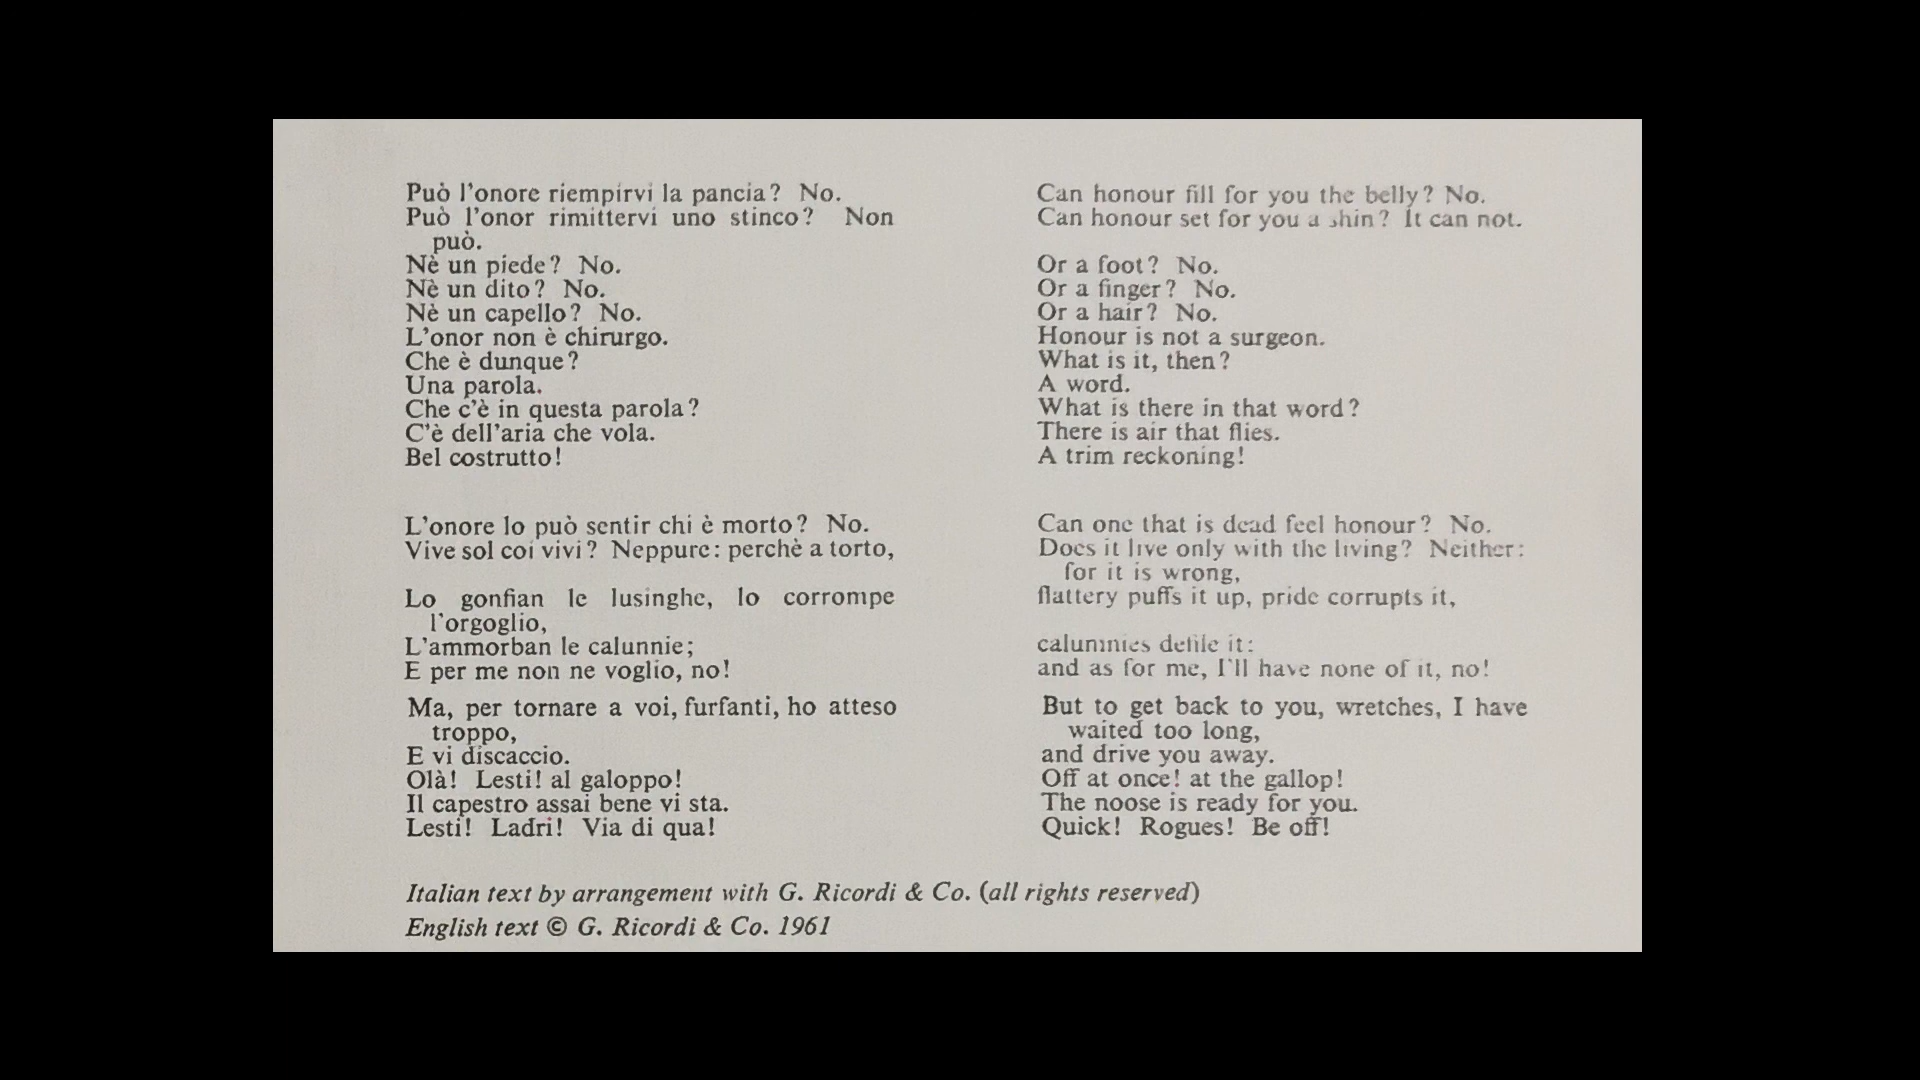 Può l'onore riempirvi la pancia? No.
Può l'onor rimittervi uno stinco? Non
può.
Nè un piede? No.
Nè un dito? No.
Nè un capello? No.
L'onor non è chirurgo.
Che è dunque?
Una parola.
Che c'è in questa parola?
C'è dell'aria che vola.
Bel costrutto!
L'onore lo può sentir chi è morto? No.
Vive sol coi vivi? Neppure: perchè a torto,
Lo gonfian le lusinghe, lo corrompe
l'orgoglio,
L'ammorban le calunnie;
E per me non ne voglio, no!
Ma, per tornare a voi, furfanti, ho atteso
troppo,
E vi discaccio.
Olà! Lesti! al galoppo!
Il capestro assai bene vi sta.
Lesti! Ladri! Via di qua!
Can honour fill for you the belly? No.
Can honour set for you a shin? It can not.
Or a foot? No.
Or a finger? No.
Or a hair? No.
Honour is not a surgeon.
What is it, then?
A word.
What is there in that word?
There is air that flies.
A trim reckoning!
Can one that is dead feel honour? No.
Does it live only with the living? Neither:
for it is wrong,
flattery puffs it up, pride corrupts it,
calumnies defile it:
and as for me, I'll have none of it, no!
But to get back to you, wretches, I have
waited too long,
and drive you away.
Off at once! at the gallop!
The noose is ready for you.
Quick! Rogues! Be off!
Italian text by arrangement with G. Ricordi & Co. (all rights reserved)
English text © G. Ricordi & Co. 1961